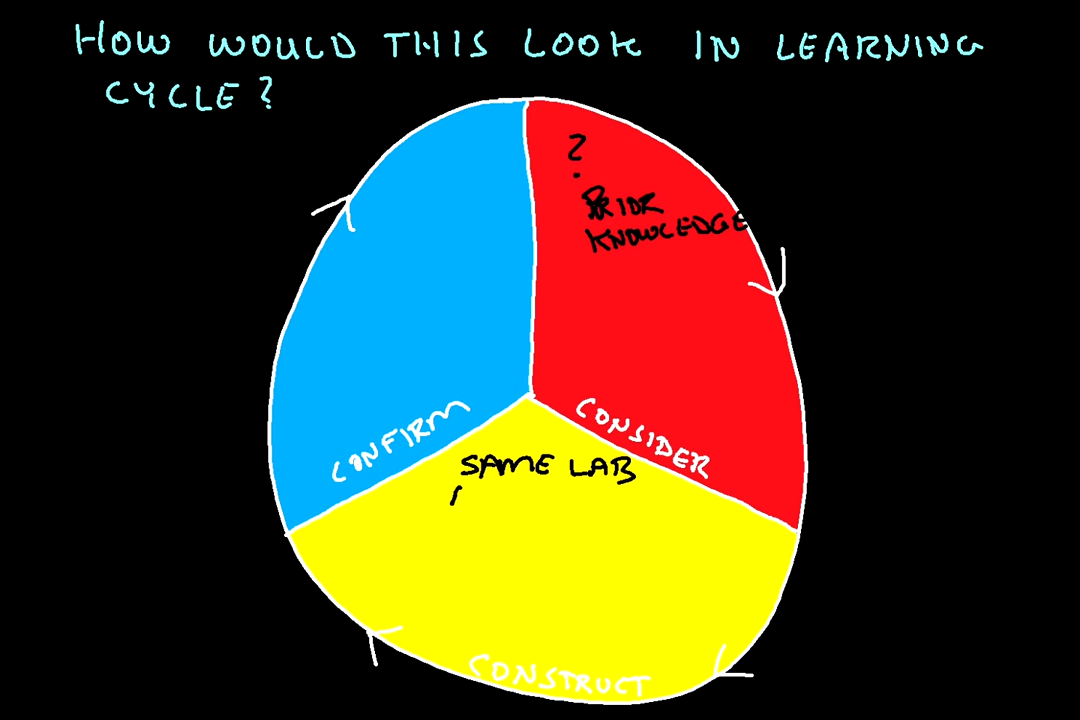 HOW WOULD THIS LOOK IN LEARNING
CYCLE?
?
PRIOR
KNOWLEDGE
CONFIRM
CONSIDER
SAME LAB
CONSTRUCT